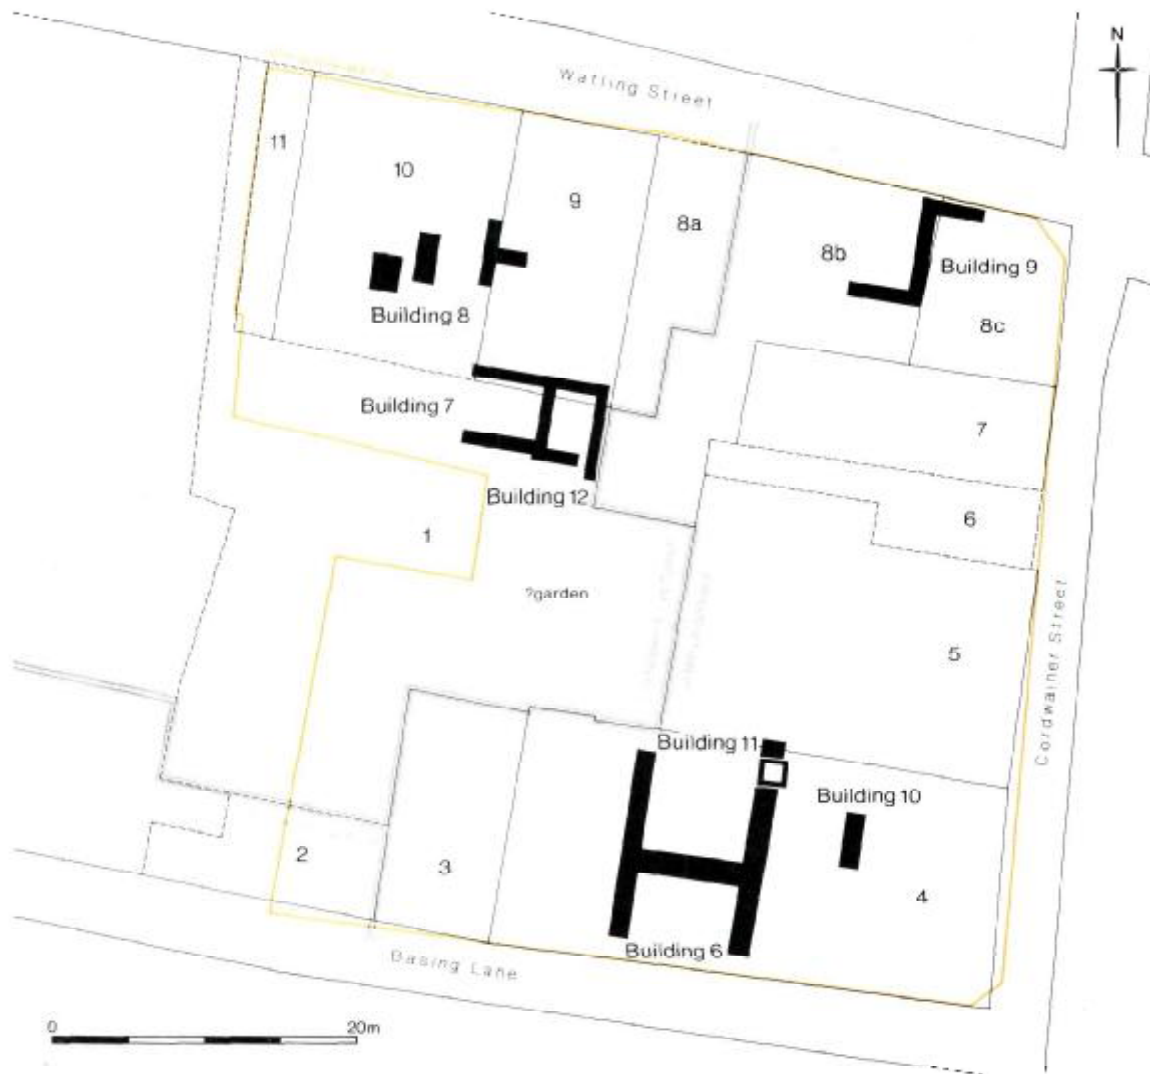 N
Watling Street
11
10
9
8a
8b
Building 9
8c
Building 8
Building 7
7
Building 12
6
1
?garden
5
Cordwainer Street
Building 11
Building 10
2
3
4
Building 6
Basing Lane
0 20m